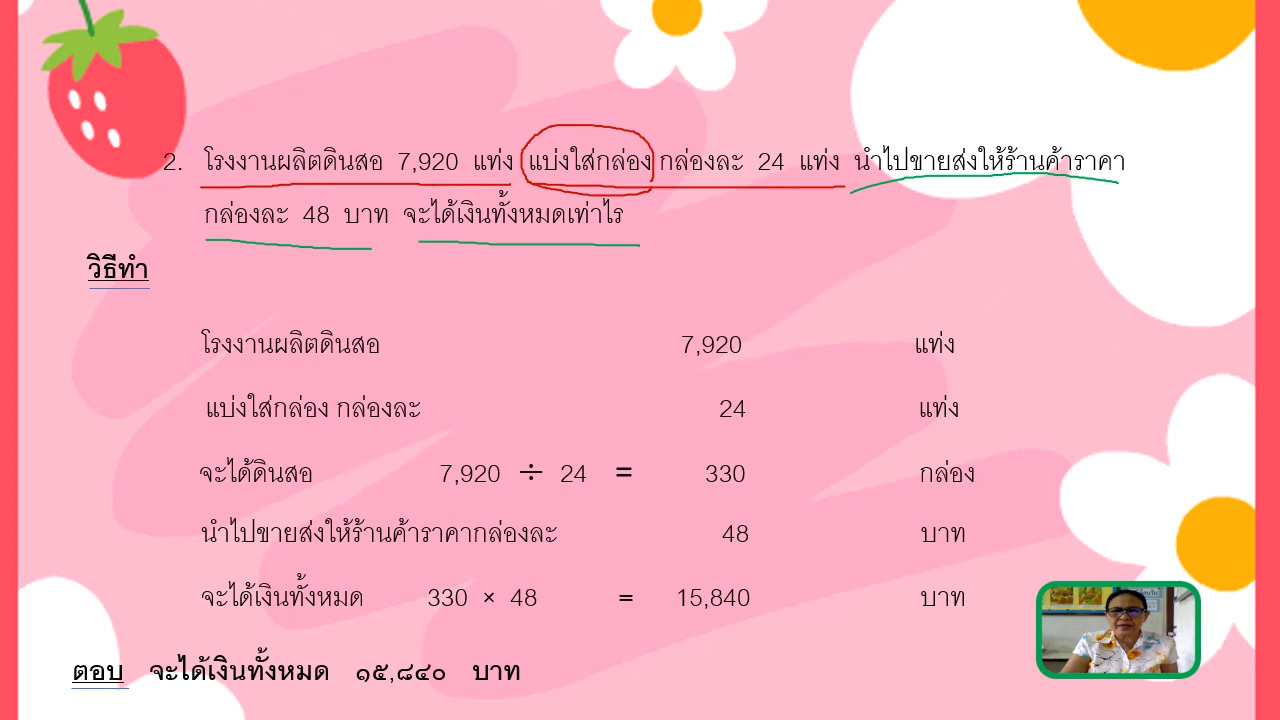 2. โรงงานผลิตดินสอ 7,920 แท่ง แบ่งใส่กล่อง กล่องละ 24 แท่ง นำไปขายส่งให้ร้านค้าราคา
กล่องละ 48 บาท จะได้เงินทั้งหมดเท่าไร
วิธีทำ
โรงงานผลิตดินสอ 7,920 แท่ง
แบ่งใส่กล่อง กล่องละ 24 แท่ง
จะได้ดินสอ 7,920 ÷ 24 = 330 กล่อง
นำไปขายส่งให้ร้านค้าราคากล่องละ 48 บาท
จะได้เงินทั้งหมด 330 × 48 = 15,840 บาท
ตอบ จะได้เงินทั้งหมด ๑๕,๘๔๐ บาท